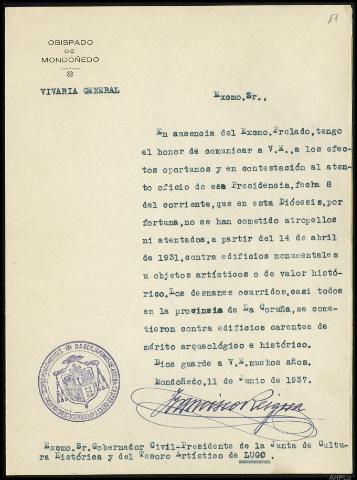 17
OBISPADO
DE
MONDOÑEDO
VIVARIA GENERAL
Excmo. Sr.,
En ausencia del Excmo. Prelado, tengo
el honor de comunicar a V.E., a los efec-
tos oportunos y en contestación al aten-
to oficio de esa Presidencia, fecha 8
del corriente, que en esta Diócesis, por
fortuna, no se han cometido atropellos
ni atentados, a partir del 14 de abril
de 1931, contra edificios monumentales
u objetos artísticos o de valor histó-
rico. Los desmanes ocurridos, casi todos
en la provincia de La Coruña, se come-
tieron contra edificios carentes de
mérito arqueológico e histórico.
Dios guarde a V.E. muchos años.
Mondoñedo, 11 de Junio de 1937.
Francisco Reigosa
Excmo. Sr. Gobernador Civil-Presidente de la Junta de Cultu-
ra Histórica y del Tesoro Artístico de LUGO.
AHPLU